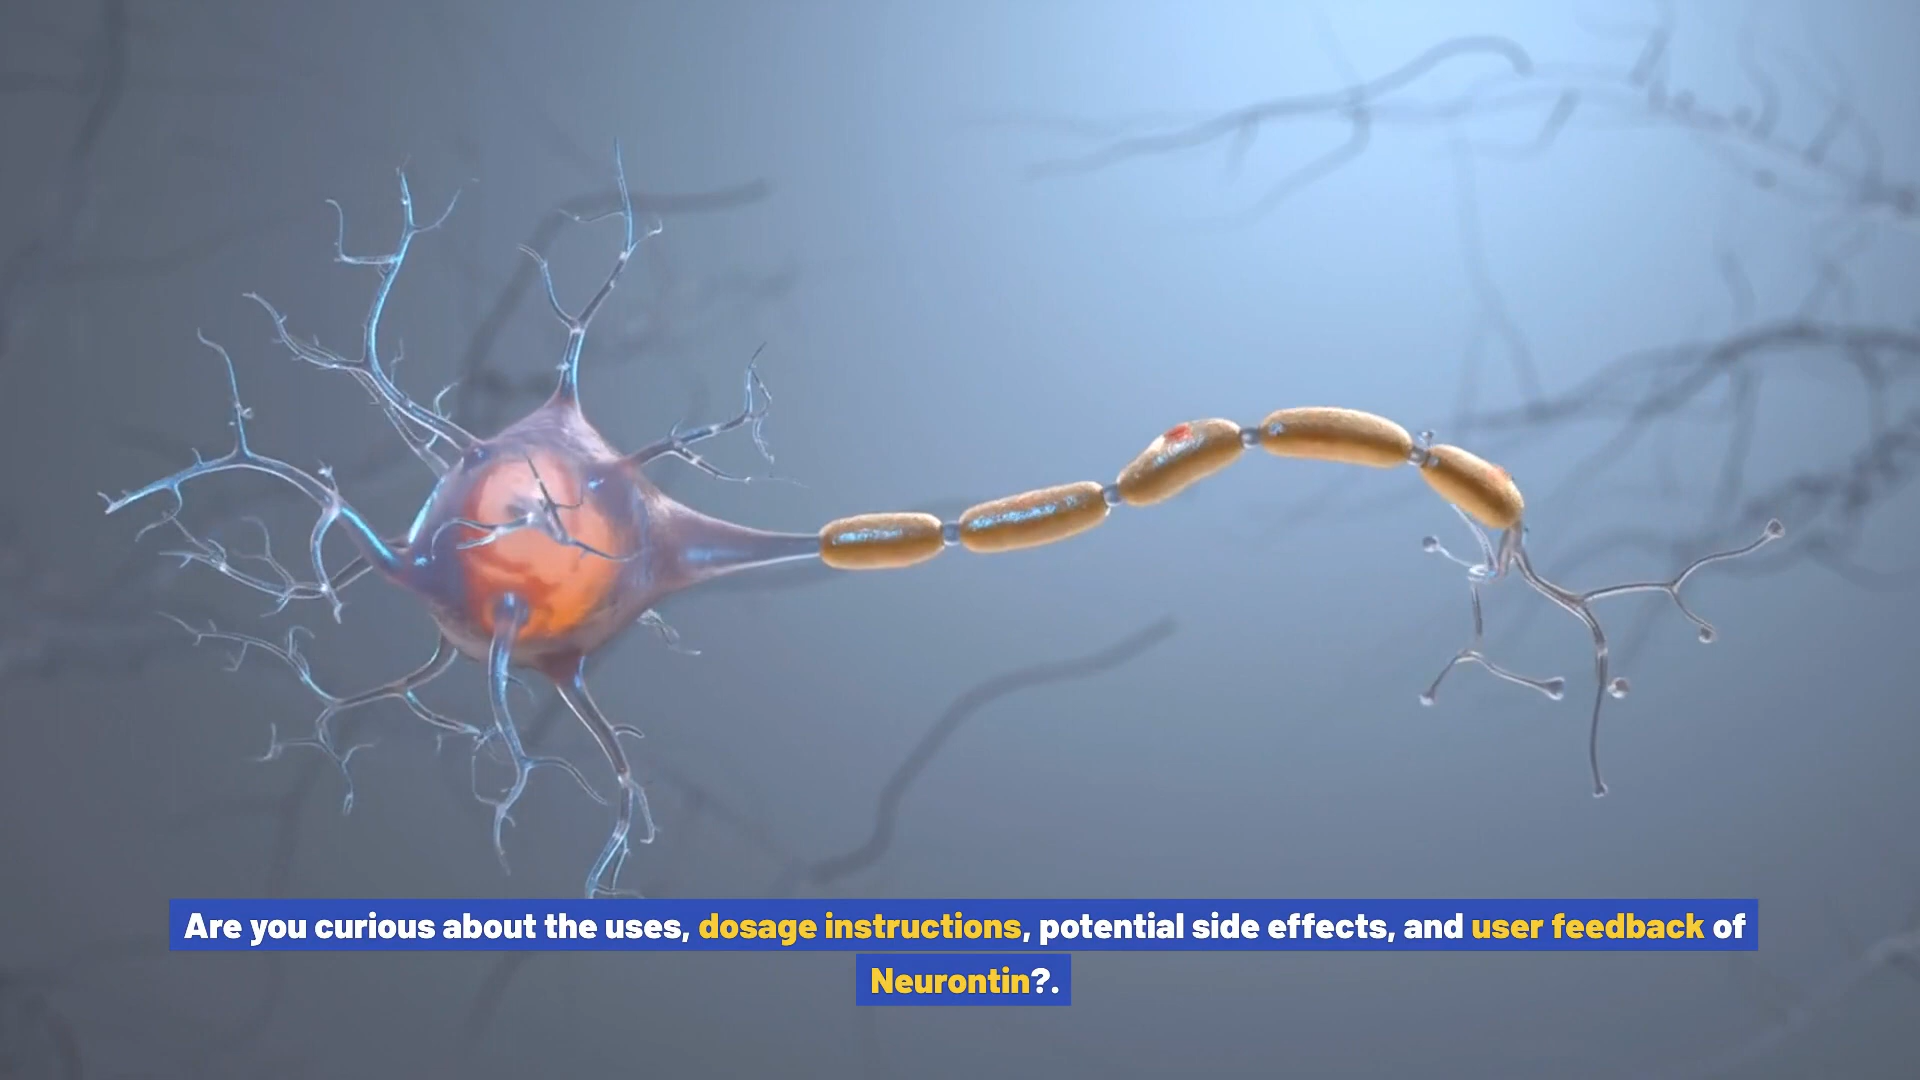 Are you curious about the uses, dosage instructions, potential side effects, and user feedback of
Neurontin?.